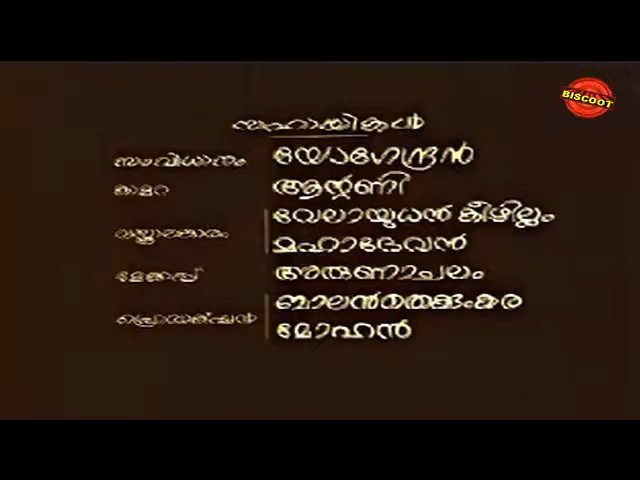 BISCOOT
സഹായികൾ
സംവിധാനം യോഗേന്ദ്രൻ
കാമറ ആന്റണി
വസ്ത്രാലങ്കാരം വേലായുധൻ കീഴില്ലം
മഹാദേവൻ
മേക്കപ്പ് അരുണാചലം
പ്രൊഡക്ഷൻ ബാലൻ
മോഹൻ